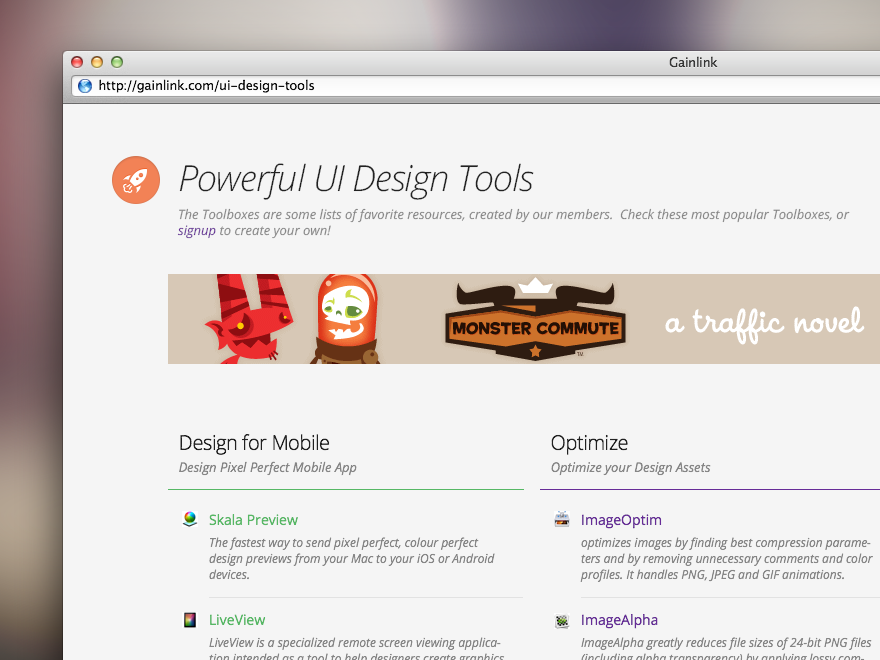 Gainlink
http://gainlink.com/ui-design-tools
Powerful UI Design Tools
The Toolboxes are some lists of favorite resources, created by our members.  Check these most popular Toolboxes, or
signup to create your own!
MONSTER COMMUTE
TM
a traffic novel
Design for Mobile
Design Pixel Perfect Mobile App
Skala Preview
The fastest way to send pixel perfect, colour perfect
design previews from your Mac to your iOS or Android
devices.
LiveView
LiveView is a specialized remote screen viewing applica-
tion intended as a tool to help designers create graphics
Optimize
Optimize your Design Assets
ImageOptim
optimizes images by finding best compression parame-
ters and by removing unnecessary comments and color
profiles. It handles PNG, JPEG and GIF animations.
ImageAlpha
ImageAlpha greatly reduces file sizes of 24-bit PNG files
(including alpha transparency) by applying lossy com-